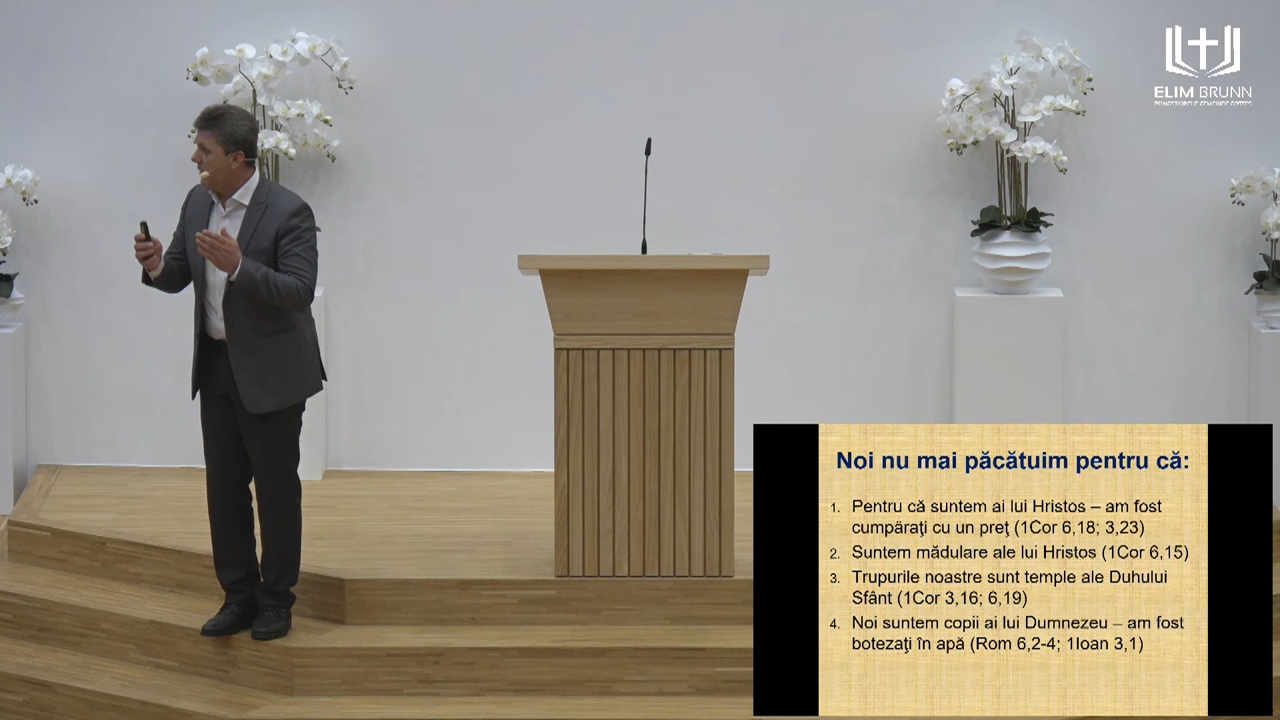 ELIM BRUNN
PFINGSTKIRCHE GEMEINDE GOTTES
Noi nu mai păcătuim pentru că:
1. Pentru că suntem ai lui Hristos – am fost
cumpăraţi cu un preţ (1Cor 6,18; 3,23)
2. Suntem mădulare ale lui Hristos (1Cor 6,15)
3. Trupurile noastre sunt temple ale Duhului
Sfânt (1Cor 3,16; 6,19)
4. Noi suntem copii ai lui Dumnezeu – am fost
botezaţi în apă (Rom 6,2-4; 1Ioan 3,1)